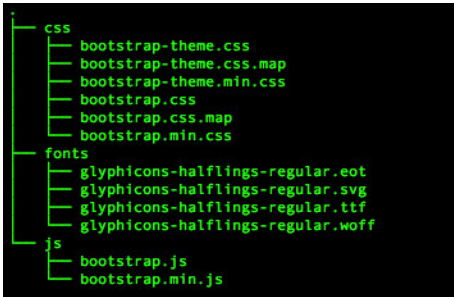 .
css
bootstrap-theme.css
bootstrap-theme.css.map
bootstrap-theme.min.css
bootstrap.css
bootstrap.css.map
bootstrap.min.css
fonts
glyphicons-halflings-regular.eot
glyphicons-halflings-regular.svg
glyphicons-halflings-regular.ttf
glyphicons-halflings-regular.woff
js
bootstrap.js
bootstrap.min.js